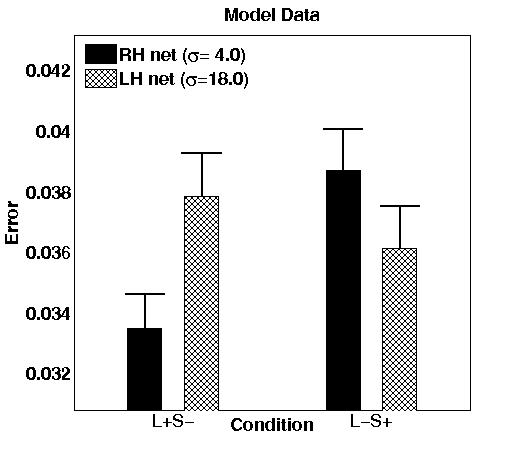 Model Data
RH net (σ= 4.0)
LH net (σ=18.0)
0.042
0.04
0.038
0.036
0.034
0.032
Error
L+S−
L−S+
Condition